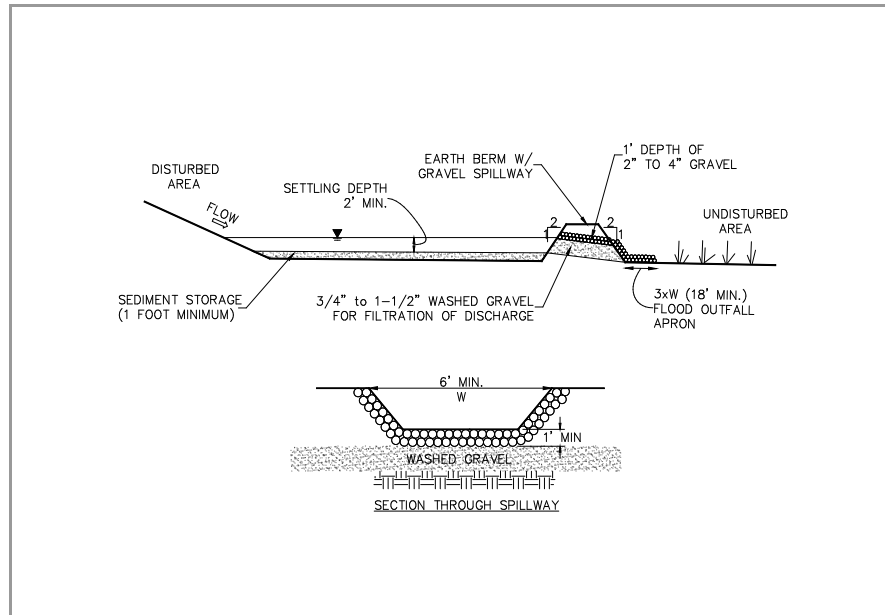 DISTURBED
AREA
FLOW
SETTLING DEPTH
2' MIN.
EARTH BERM W/
GRAVEL SPILLWAY
1' DEPTH OF
2" TO 4" GRAVEL
UNDISTURBED
AREA
2
1
2
1
SEDIMENT STORAGE
(1 FOOT MINIMUM)
3/4" to 1-1/2" WASHED GRAVEL
FOR FILTRATION OF DISCHARGE
3xW (18' MIN.)
FLOOD OUTFALL
APRON
6' MIN.
W
1' MIN
WASHED GRAVEL
SECTION THROUGH SPILLWAY